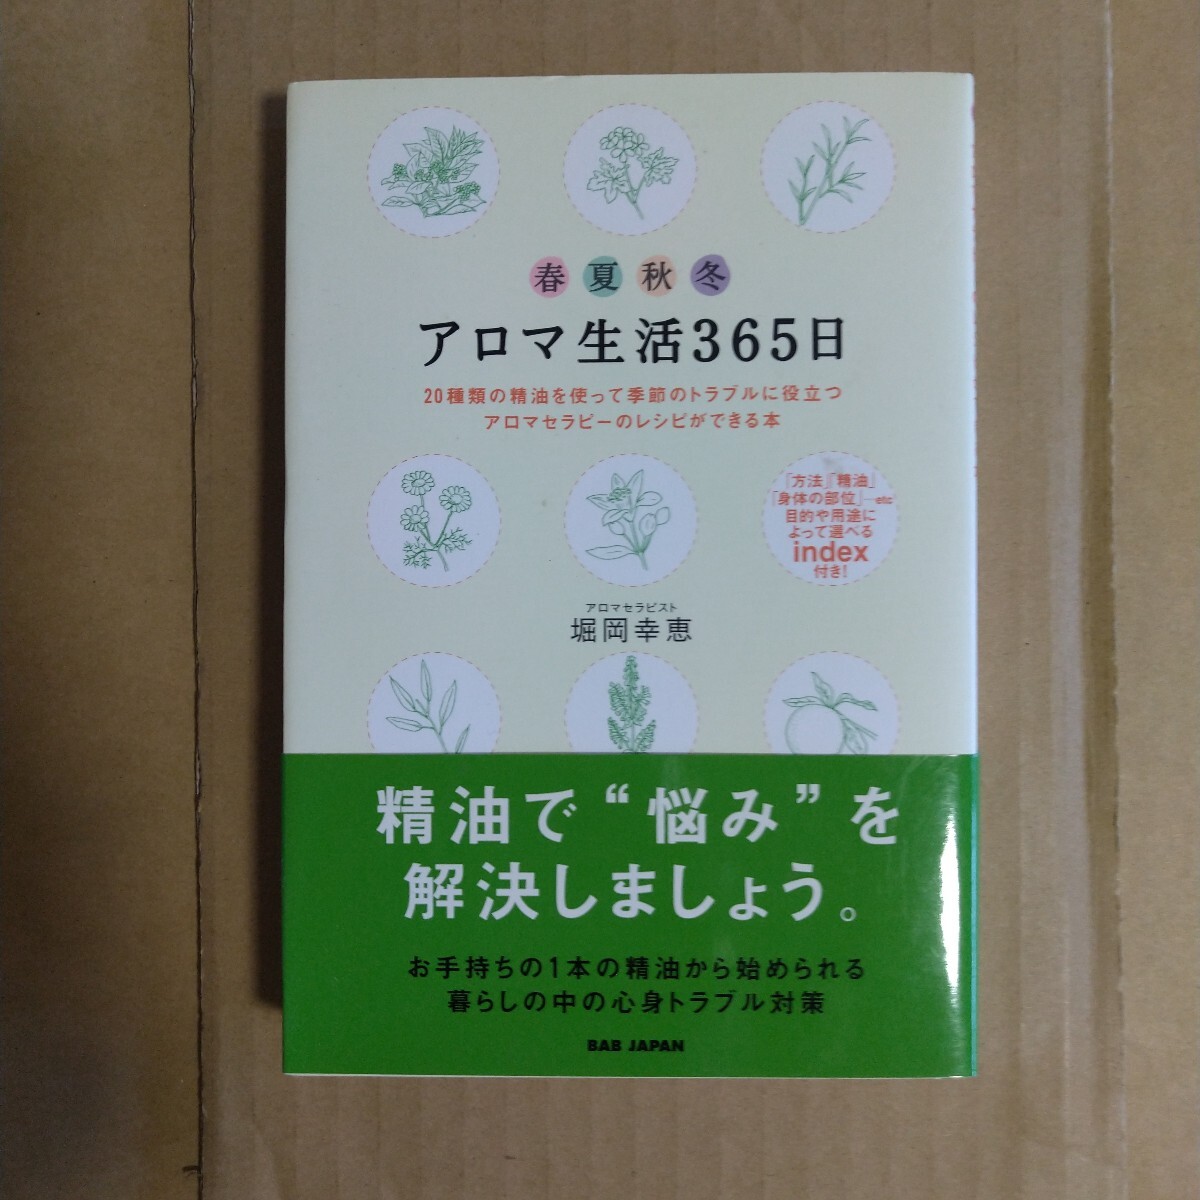 春夏秋冬
アロマ生活365日
20種類の精油を使って季節のトラブルに役立つ
アロマセラピーのレシピができる本
「方法」「精油」
「身体の部位」…etc
目的や用途に
よって選べる
index
付き!
アロマセラピスト
堀岡幸恵
精油で“悩み”を
解決しましょう。
お手持ちの1本の精油から始められる
暮らしの中の心身トラブル対策
BAB JAPAN